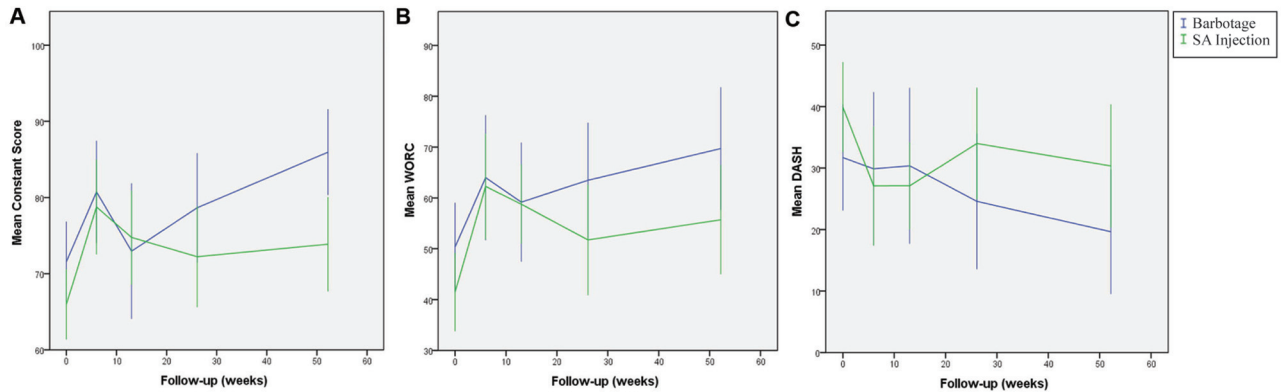 A
Mean Constant Score
100
90
80
70
60
0 10 20 30 40 50 60
Follow-up (weeks)
B
Mean WORC
90
80
70
60
50
40
30
0 10 20 30 40 50 60
Follow-up (weeks)
C
Mean DASH
50
40
30
20
10
0
0 10 20 30 40 50 60
Follow-up (weeks)
Barbotage
SA Injection